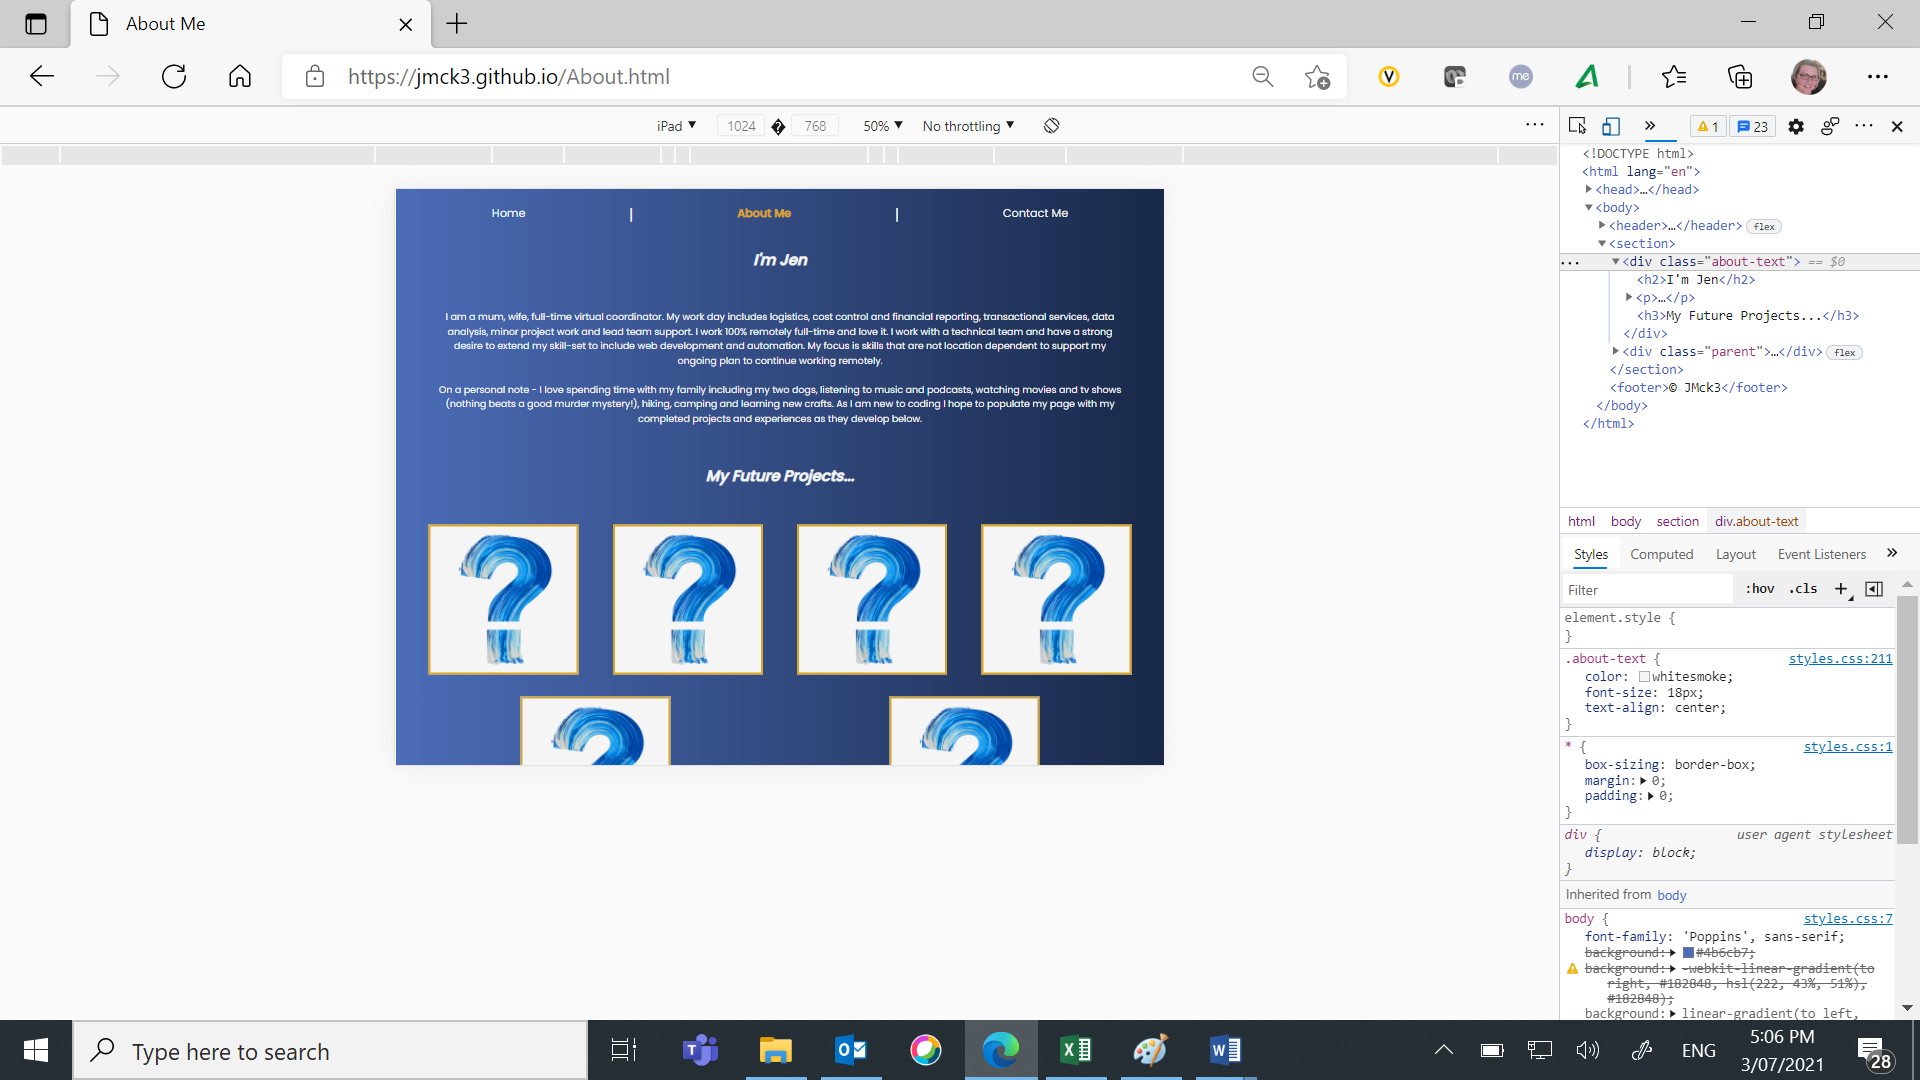 About Me
https://jmck3.github.io/About.html
iPad
1024
768
50%
No throttling
1
23
Home
|
About Me
|
Contact Me
I'm Jen
I am a mum, wife, full-time virtual coordinator. My work day includes logistics, cost control and financial reporting, transactional services, data
analysis, minor project work and lead team support. I work 100% remotely full-time and love it. I work with a technical team and have a strong
desire to extend my skill-set to include web development and automation. My focus is skills that are not location dependent to support my
ongoing plan to continue working remotely.
On a personal note - I love spending time with my family including my two dogs, listening to music and podcasts, watching movies and tv shows
(nothing beats a good murder mystery!), hiking, camping and learning new crafts. As I am new to coding I hope to populate my page with my
completed projects and experiences as they develop below.
My Future Projects...
<!DOCTYPE html>
<html lang="en">
<head>…</head>
<body>
<header>…</header> flex
<section>
<div class="about-text"> == $0
<h2>I'm Jen</h2>
<p>…</p>
<h3>My Future Projects...</h3>
</div>
<div class="parent">…</div> flex
</section>
<footer>© JMck3</footer>
</body>
</html>
html body section div.about-text
Styles Computed Layout Event Listeners
Filter :hov .cls
element.style {
}
.about-text { styles.css:211
color: whitesmoke;
font-size: 18px;
text-align: center;
}
* { styles.css:1
box-sizing: border-box;
margin: 0;
padding: 0;
}
div { user agent stylesheet
display: block;
}
Inherited from body
body { styles.css:7
font-family: 'Poppins', sans-serif;
background: #4b6cb7;
background: -webkit-linear-gradient(to
right, #182848, hsl(222, 43%, 51%),
#182848);
background: linear-gradient(to left,
Type here to search
ENG
5:06 PM
3/07/2021
28